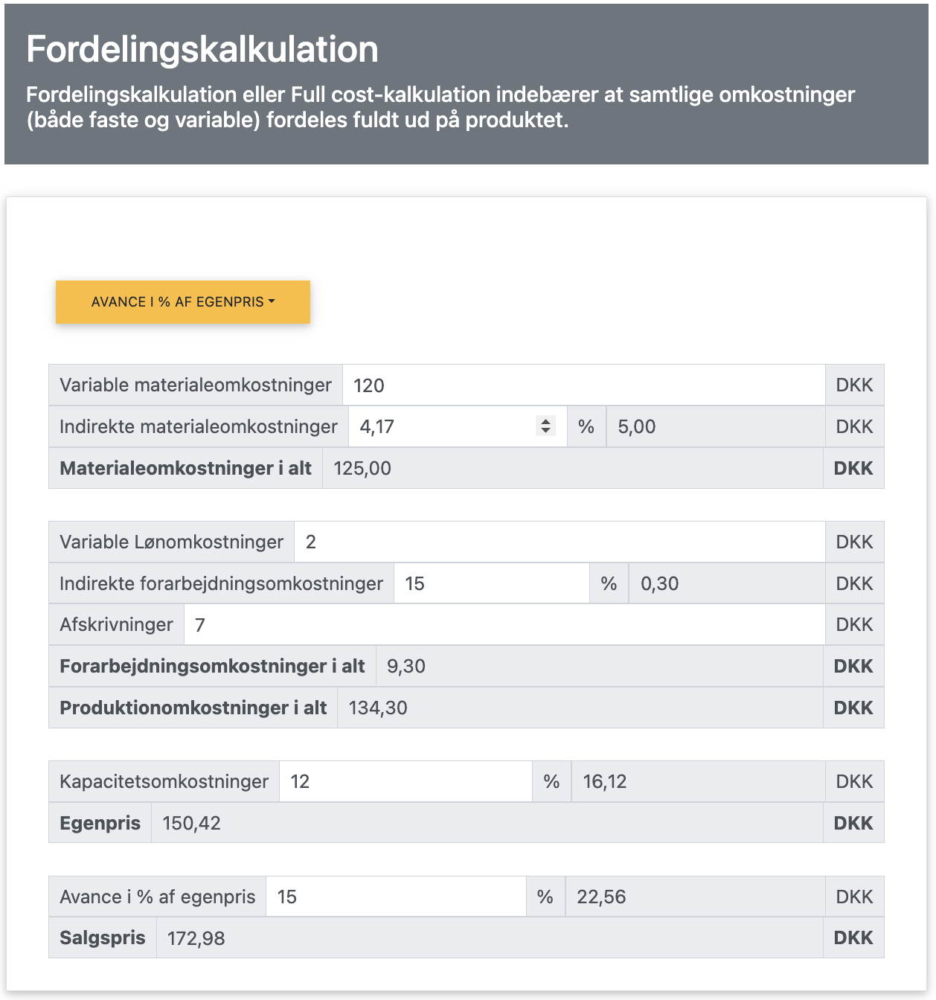 Fordelingskalkulation
Fordelingskalkulation eller Full cost-kalkulation indebærer at samtlige omkostninger
(både faste og variable) fordeles fuldt ud på produktet.
AVANCE I % AF EGENPRIS
Variable materialeomkostninger 120 DKK
Indirekte materialeomkostninger 4,17 % 5,00 DKK
Materialeomkostninger i alt 125,00 DKK
Variable Lønomkostninger 2 DKK
Indirekte forarbejdningsomkostninger 15 % 0,30 DKK
Afskrivninger 7 DKK
Forarbejdningsomkostninger i alt 9,30 DKK
Produktionomkostninger i alt 134,30 DKK
Kapacitetsomkostninger 12 % 16,12 DKK
Egenpris 150,42 DKK
Avance i % af egenpris 15 % 22,56 DKK
Salgspris 172,98 DKK